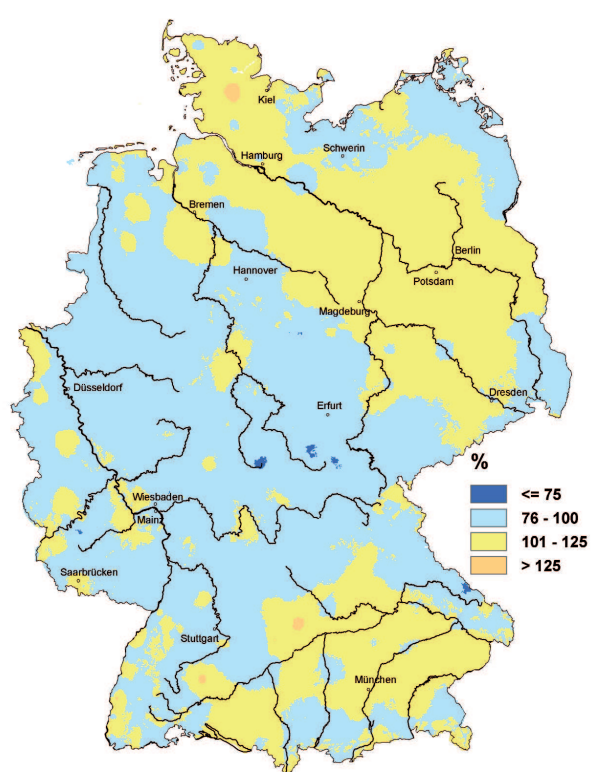 Kiel
Schwerin
Hamburg
Bremen
Berlin
Hannover
Potsdam
Magdeburg
Düsseldorf
Dresden
Erfurt
%
<= 75
76 - 100
101 - 125
> 125
Wiesbaden
Mainz
Saarbrücken
Stuttgart
München